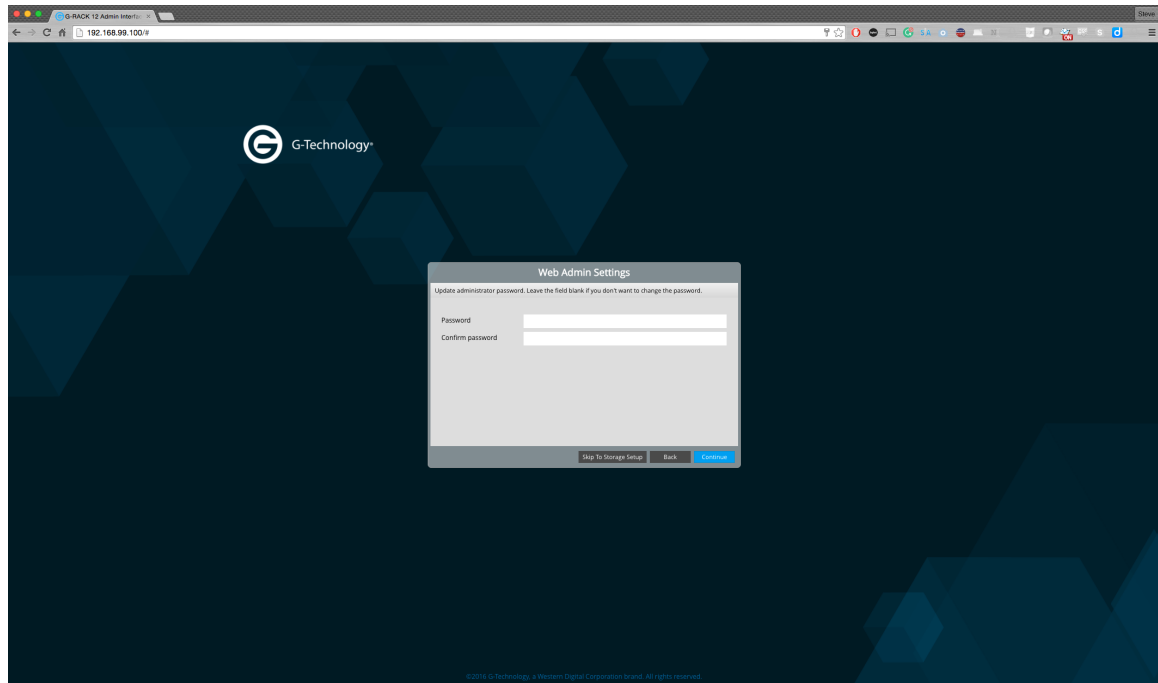 G-RACK 12 Admin Interfac
Steve
192.168.99.100/#
G-Technology®
Web Admin Settings
Update administrator password. Leave the field blank if you don't want to change the password.
Password
Confirm password
Skip To Storage Setup
Back
Continue
©2016 G-Technology, a Western Digital Corporation brand. All rights reserved.